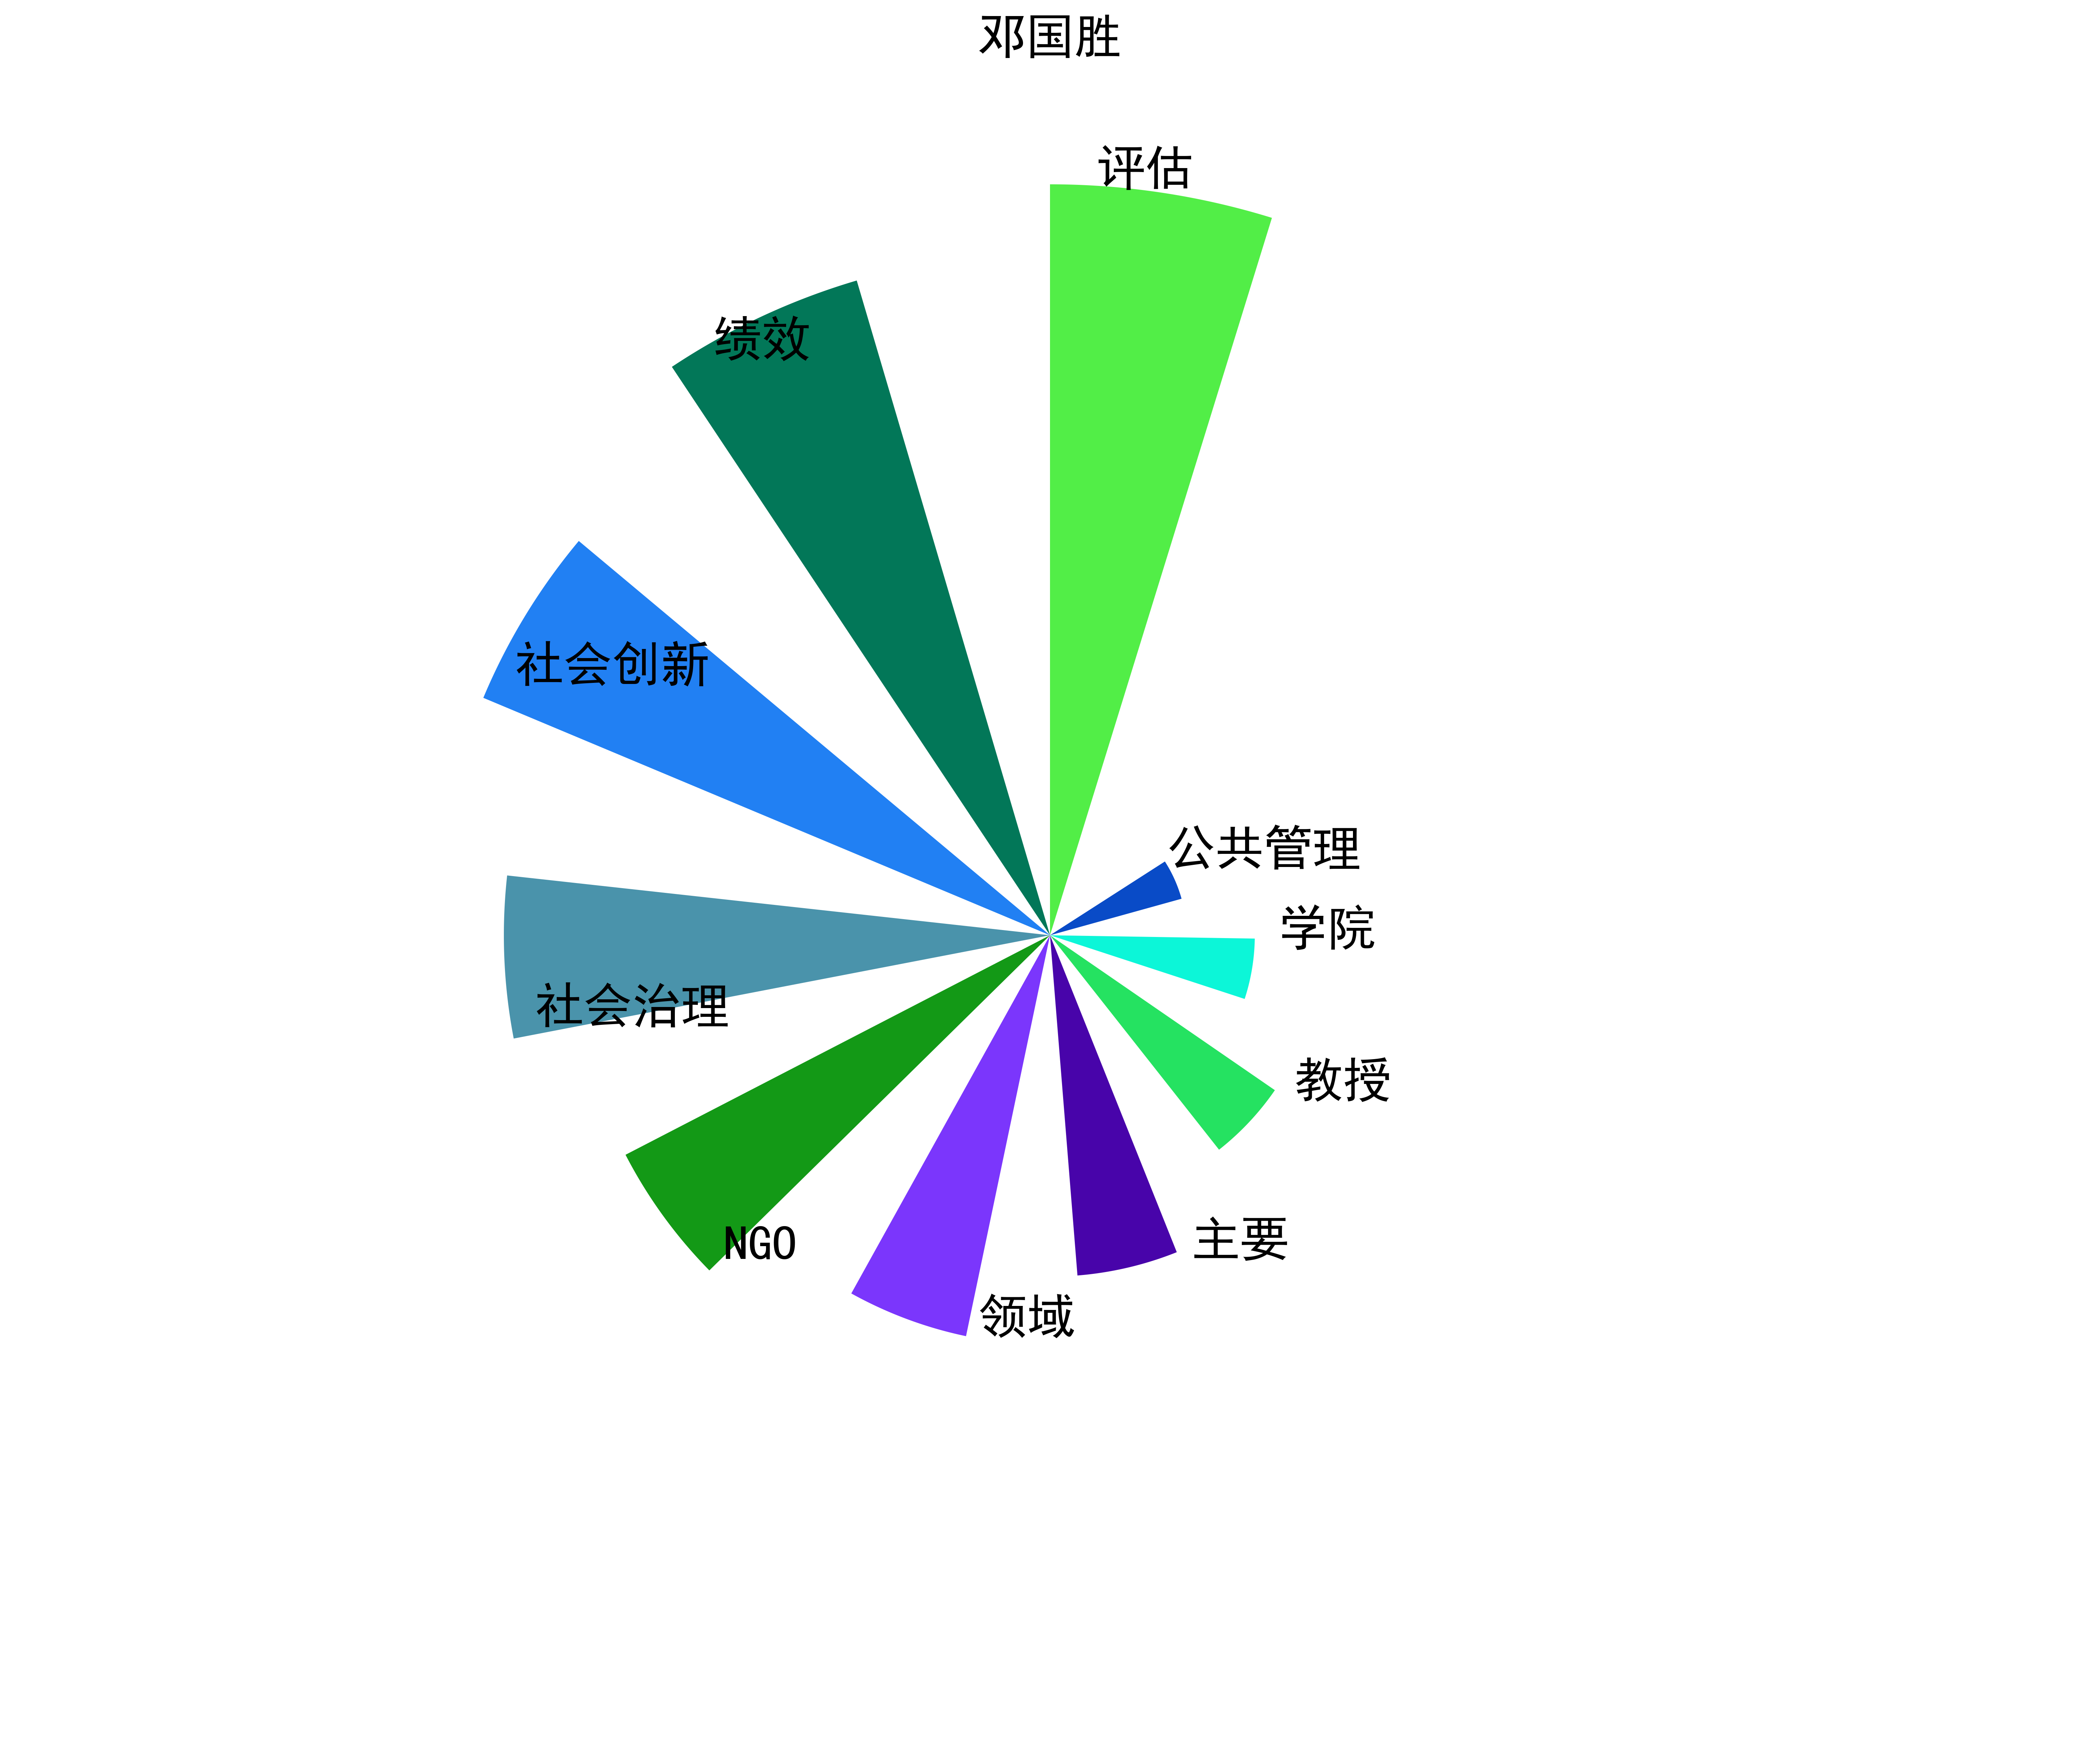 邓国胜
评估
绩效
社会创新
公共管理
学院
社会治理
教授
主要
NGO
领域